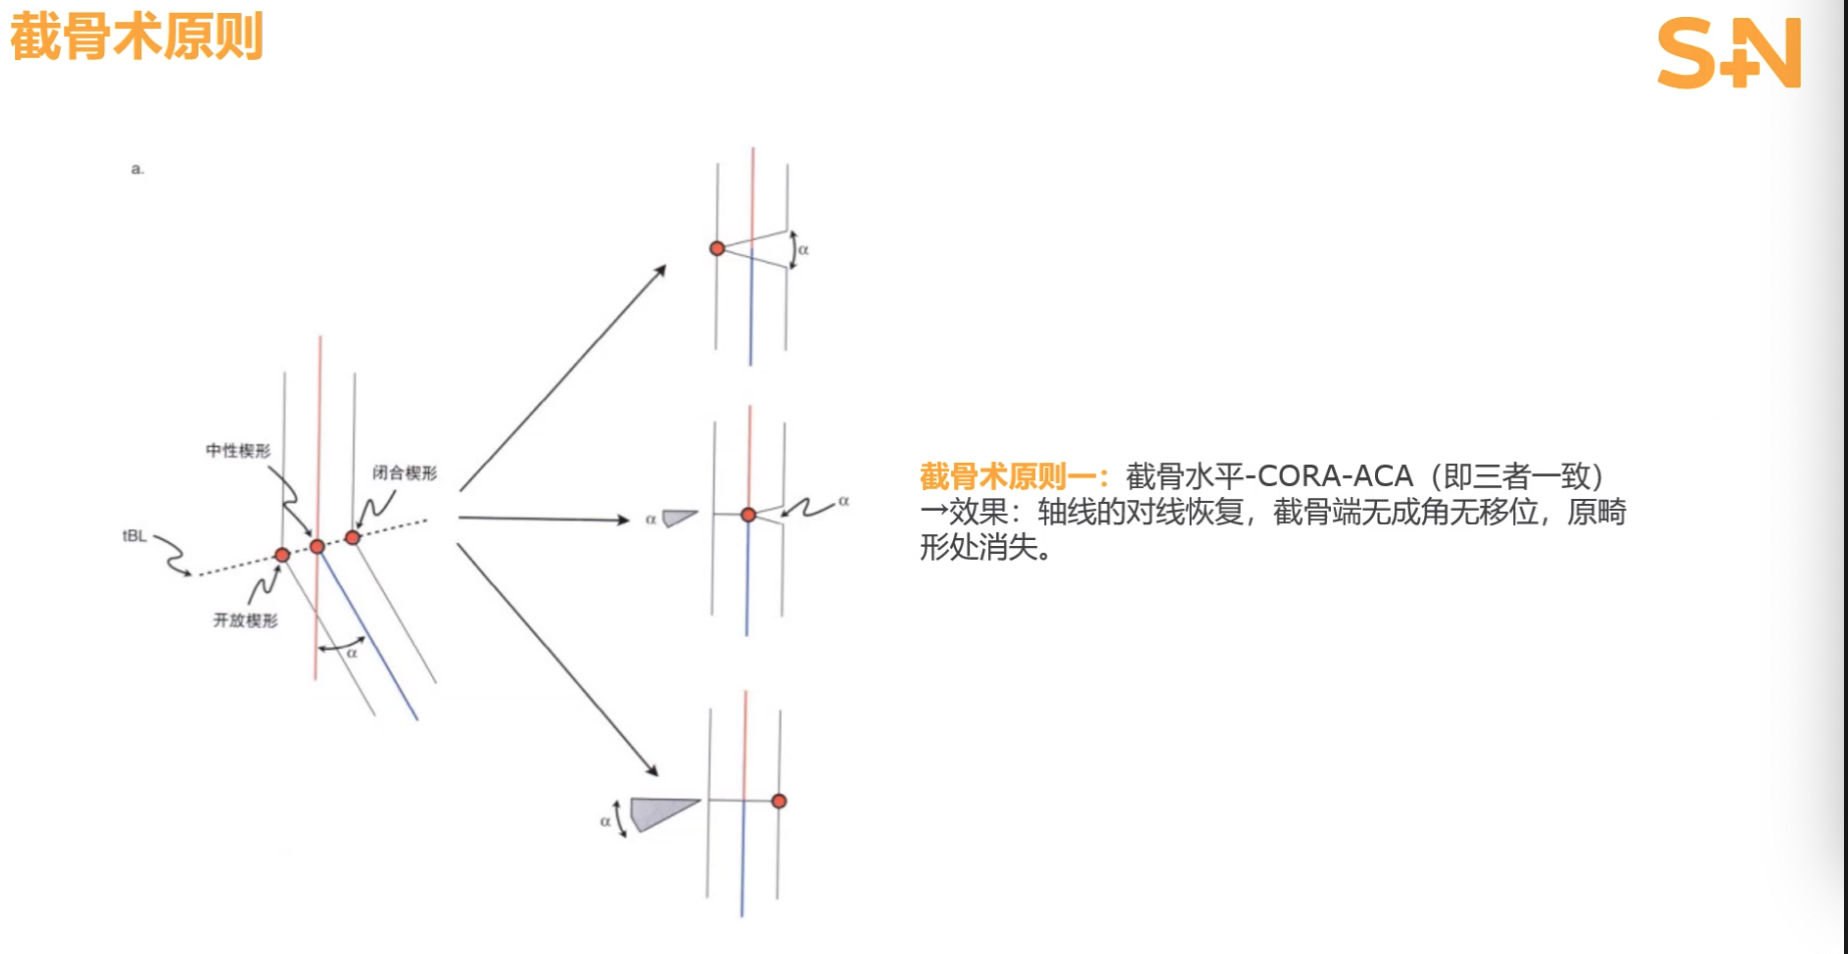 截骨术原则
S+N
a.
α
中性楔形
闭合楔形
tBL
开放楔形
α
α
α
α
截骨术原则一：截骨水平-CORA-ACA（即三者一致）
→效果：轴线的对线恢复，截骨端无成角无移位，原畸
形处消失。